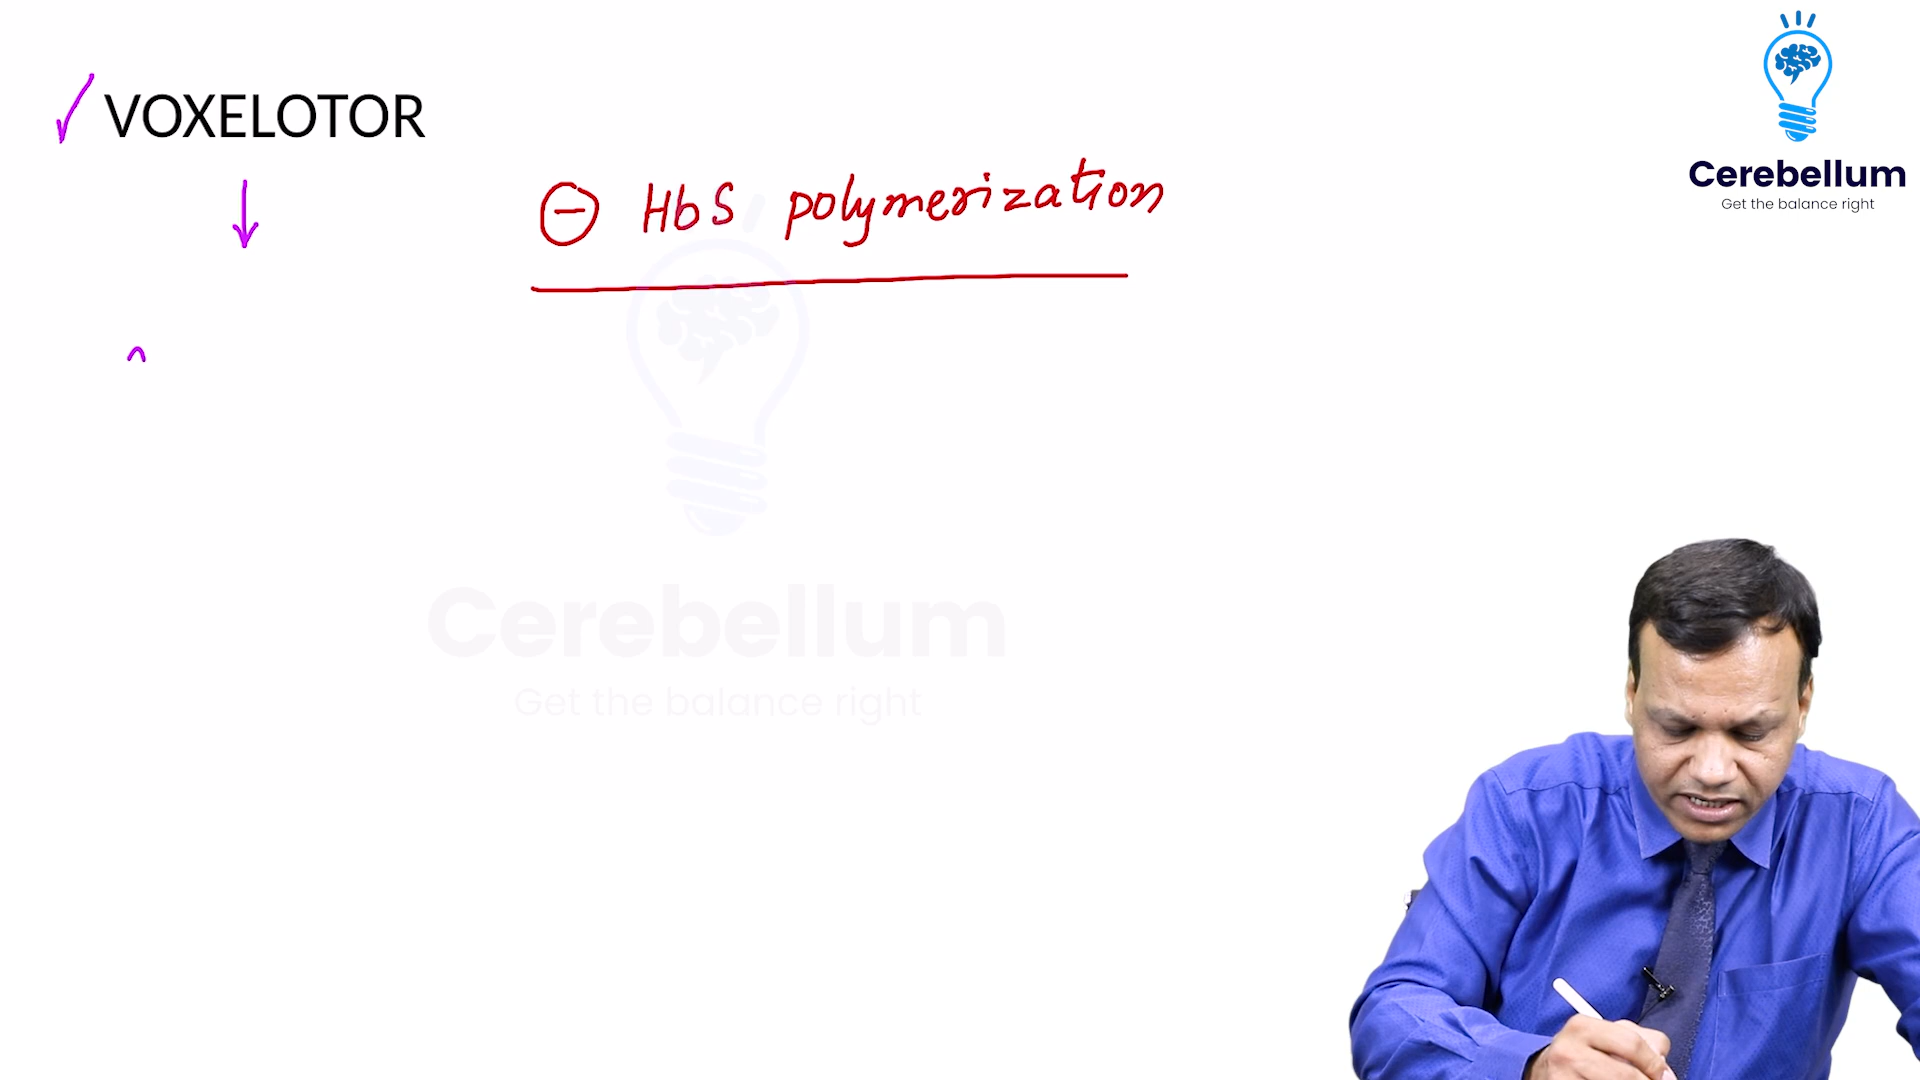 VOXELOTOR
⊖ HbS polymerization
Cerebellum
Get the balance right
Cerebellum
Get the balance right